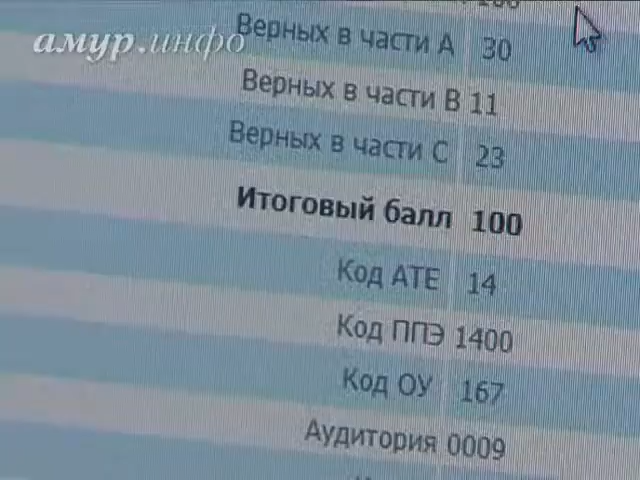 амур.инфо
Верных в части А 30
Верных в части В 11
Верных в части С 23
Итоговый балл 100
Код АТЕ 14
Код ППЭ 1400
Код ОУ 167
Аудитория 0009